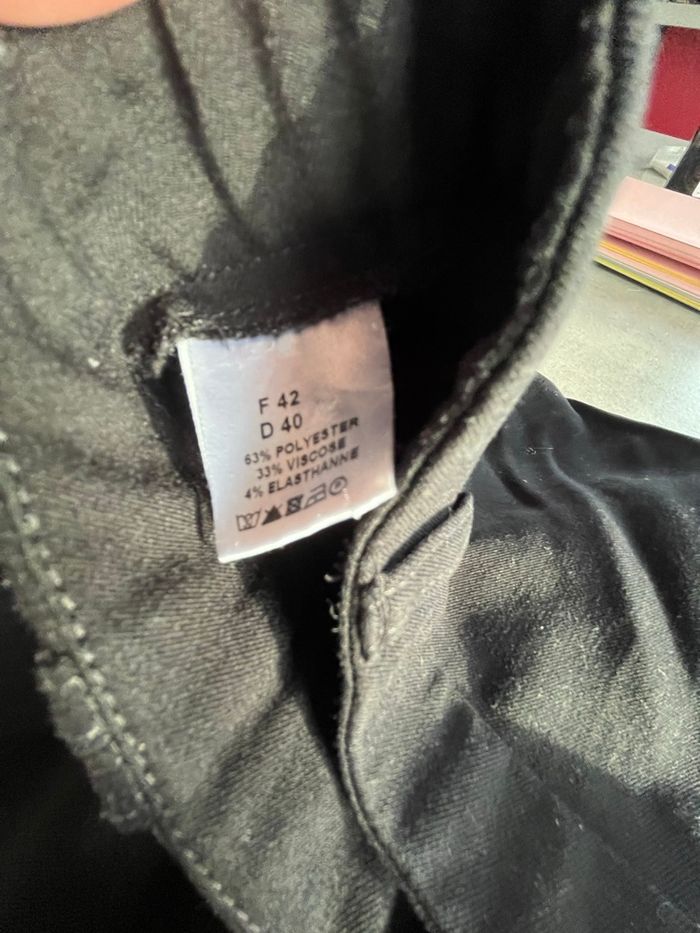 F 42
D 40
63% POLYESTER
33% VISCOSE
4% ELASTHANNE